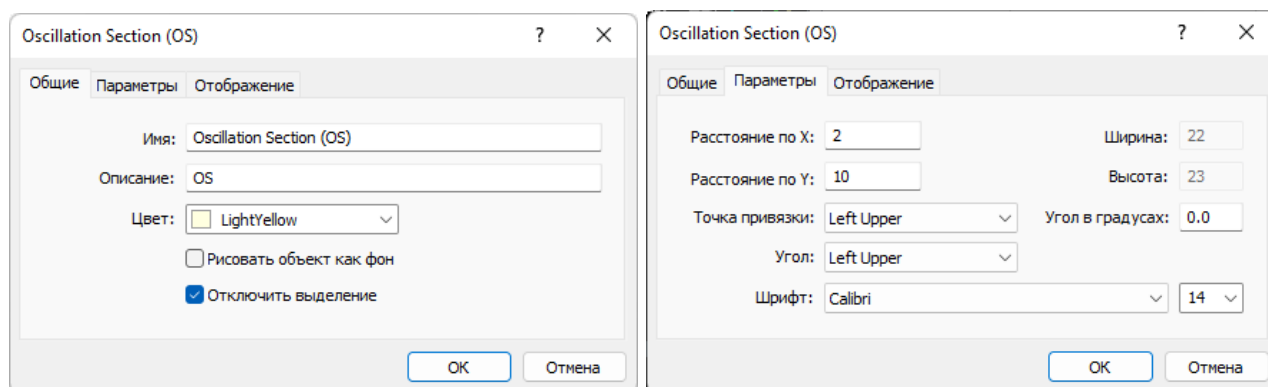 Oscillation Section (OS)
?
Общие Параметры Отображение
Имя: Oscillation Section (OS)
Описание: OS
Цвет: LightYellow
Рисовать объект как фон
Отключить выделение
OK Отмена
Oscillation Section (OS)
?
Общие Параметры Отображение
Расстояние по X: 2 Ширина: 22
Расстояние по Y: 10 Высота: 23
Точка привязки: Left Upper Угол в градусах: 0.0
Угол: Left Upper
Шрифт: Calibri 14
OK Отмена